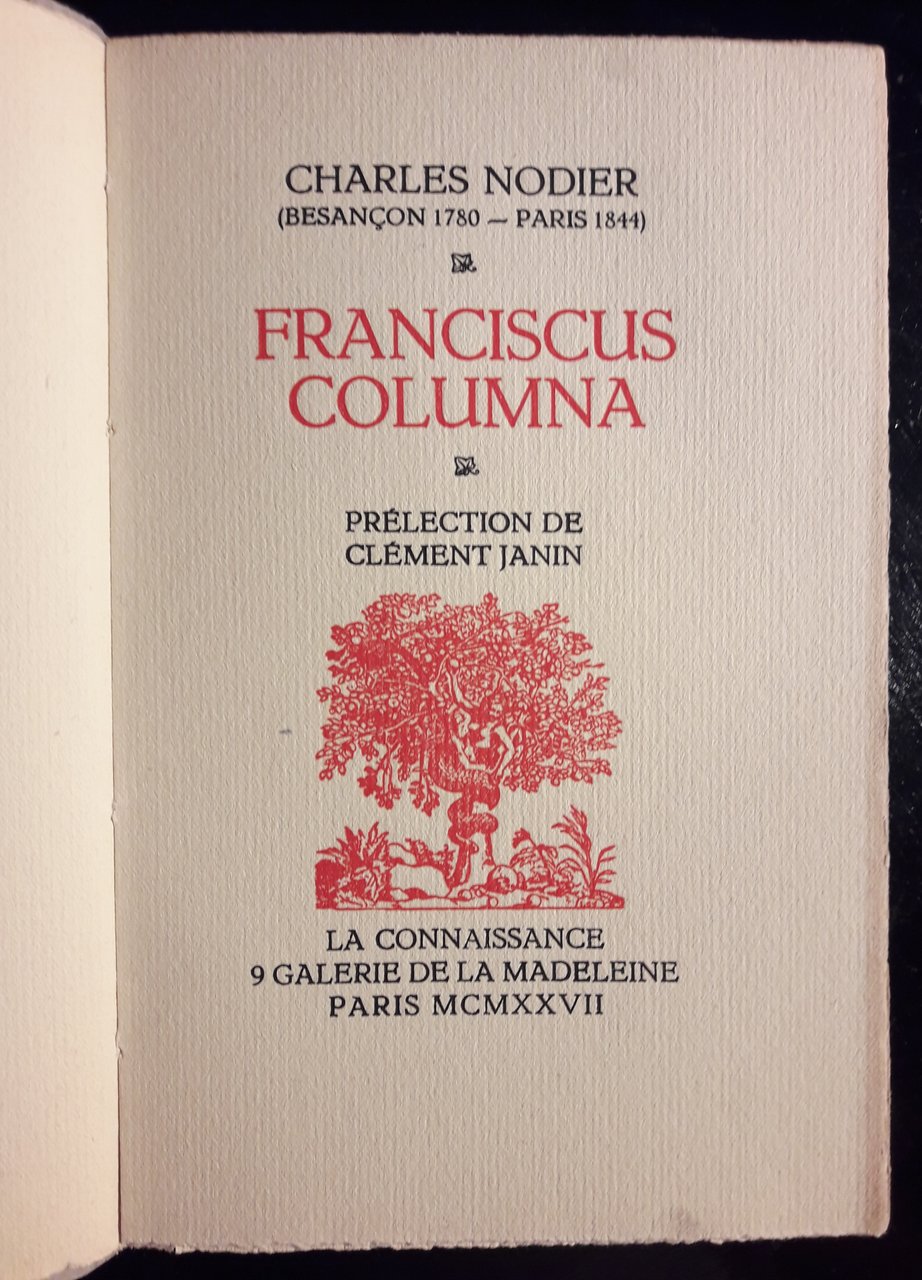 CHARLES NODIER
(BESANÇON 1780 — PARIS 1844)
FRANCISCUS
COLUMNA
PRÉLECTION DE
CLÉMENT JANIN
LA CONNAISSANCE
9 GALERIE DE LA MADELEINE
PARIS MCMXXVII